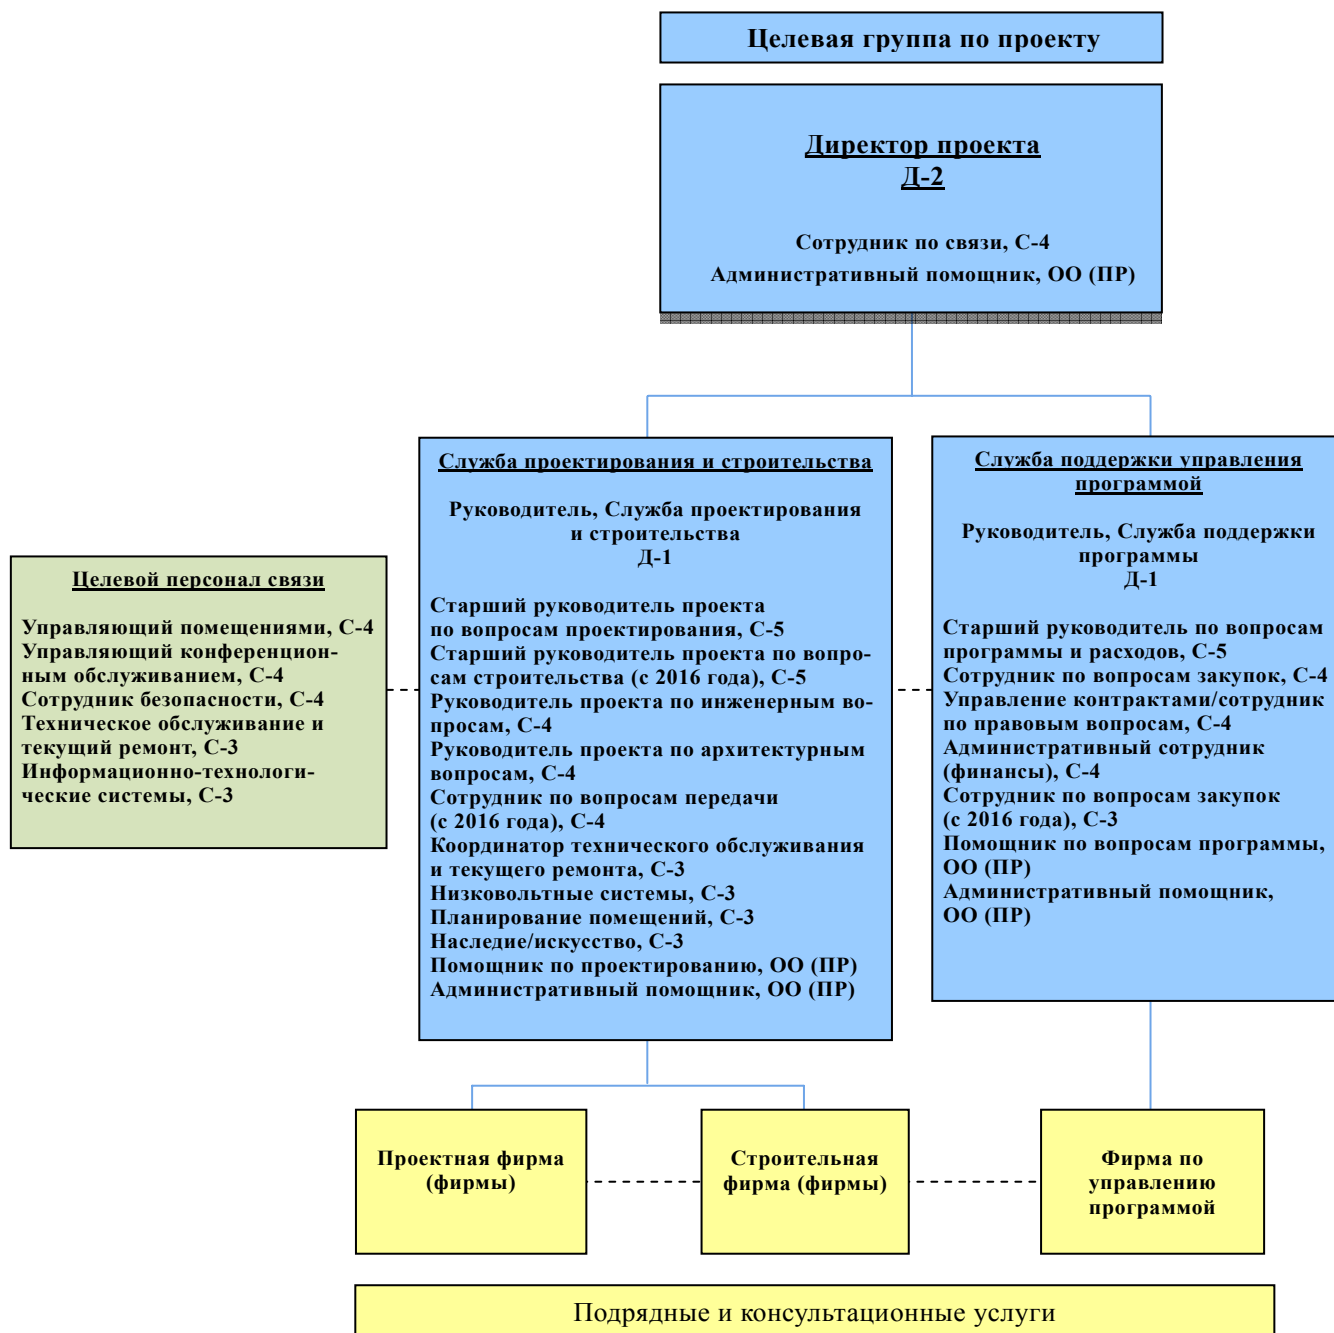 Целевая группа по проекту
Директор проекта
Д-2
Сотрудник по связи, С-4
Административный помощник, ОО (ПР)
Служба проектирования и строительства
Руководитель, Служба проектирования
и строительства
Д-1
Старший руководитель проекта
по вопросам проектирования, С-5
Старший руководитель проекта по вопро-
сам строительства (с 2016 года), С-5
Руководитель проекта по инженерным во-
просам, С-4
Руководитель проекта по архитектурным
вопросам, С-4
Сотрудник по вопросам передачи
(с 2016 года), С-4
Координатор технического обслуживания
и текущего ремонта, С-3
Низковольтные системы, С-3
Планирование помещений, С-3
Наследие/искусство, С-3
Помощник по проектированию, ОО (ПР)
Административный помощник, ОО (ПР)
Служба поддержки управления
программой
Руководитель, Служба поддержки
программы
Д-1
Старший руководитель по вопросам
программы и расходов, С-5
Сотрудник по вопросам закупок, С-4
Управление контрактами/сотрудник
по правовым вопросам, С-4
Административный сотрудник
(финансы), С-4
Сотрудник по вопросам закупок
(с 2016 года), С-3
Помощник по вопросам программы,
ОО (ПР)
Административный помощник,
ОО (ПР)
Целевой персонал связи
Управляющий помещениями, С-4
Управляющий конференцион-
ным обслуживанием, С-4
Сотрудник безопасности, С-4
Техническое обслуживание и
текущий ремонт, С-3
Информационно-технологи-
ческие системы, С-3
Проектная фирма
(фирмы)
Строительная
фирма (фирмы)
Фирма по
управлению
программой
Подрядные и консультационные услуги